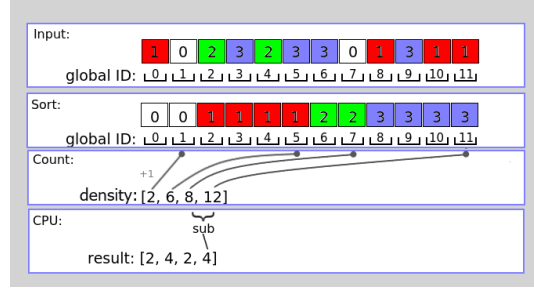 Input:
1 0 2 3 2 3 3 0 1 3 1 1
global ID: 0 1 2 3 4 5 6 7 8 9 10 11
Sort:
0 0 1 1 1 1 2 2 3 3 3 3
global ID: 0 1 2 3 4 5 6 7 8 9 10 11
Count:
+1
density: [2, 6, 8, 12]
CPU:
sub
result: [2, 4, 2, 4]